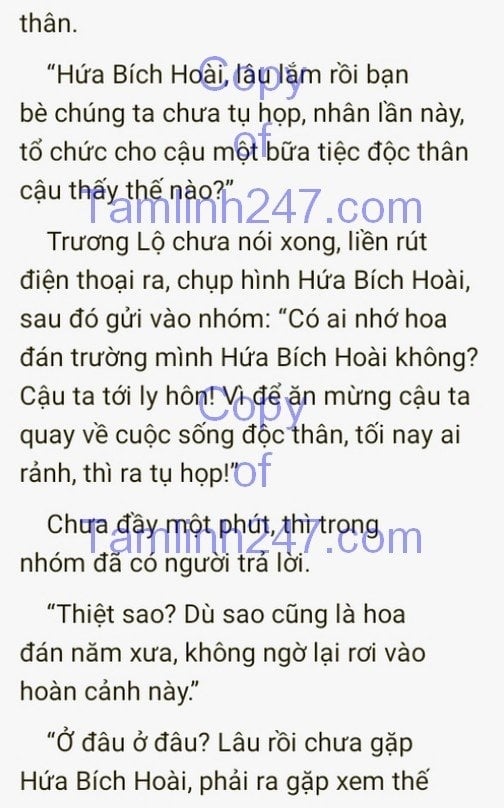 thân.
“Hứa Bích Hoài, lâu lắm rồi bạn
bè chúng ta chưa tụ họp, nhân lần này,
tổ chức cho cậu một bữa tiệc độc thân
cậu thấy thế nào?”
Trương Lộ chưa nói xong, liền rút
điện thoại ra, chụp hình Hứa Bích Hoài,
sau đó gửi vào nhóm: “Có ai nhớ hoa
đán trường mình Hứa Bích Hoài không?
Cậu ta tới ly hôn! Vì để ăn mừng cậu ta
quay về cuộc sống độc thân, tối nay ai
rảnh, thì ra tụ họp!”
Chưa đầy một phút, thì trong
nhóm đã có người trả lời.
“Thiệt sao? Dù sao cũng là hoa
đán năm xưa, không ngờ lại rơi vào
hoàn cảnh này.”
“Ở đâu ở đâu? Lâu rồi chưa gặp
Hứa Bích Hoài, phải ra gặp xem thế
Copy
of
Tamlinh247.com
Copy
of
Tamlinh247.com